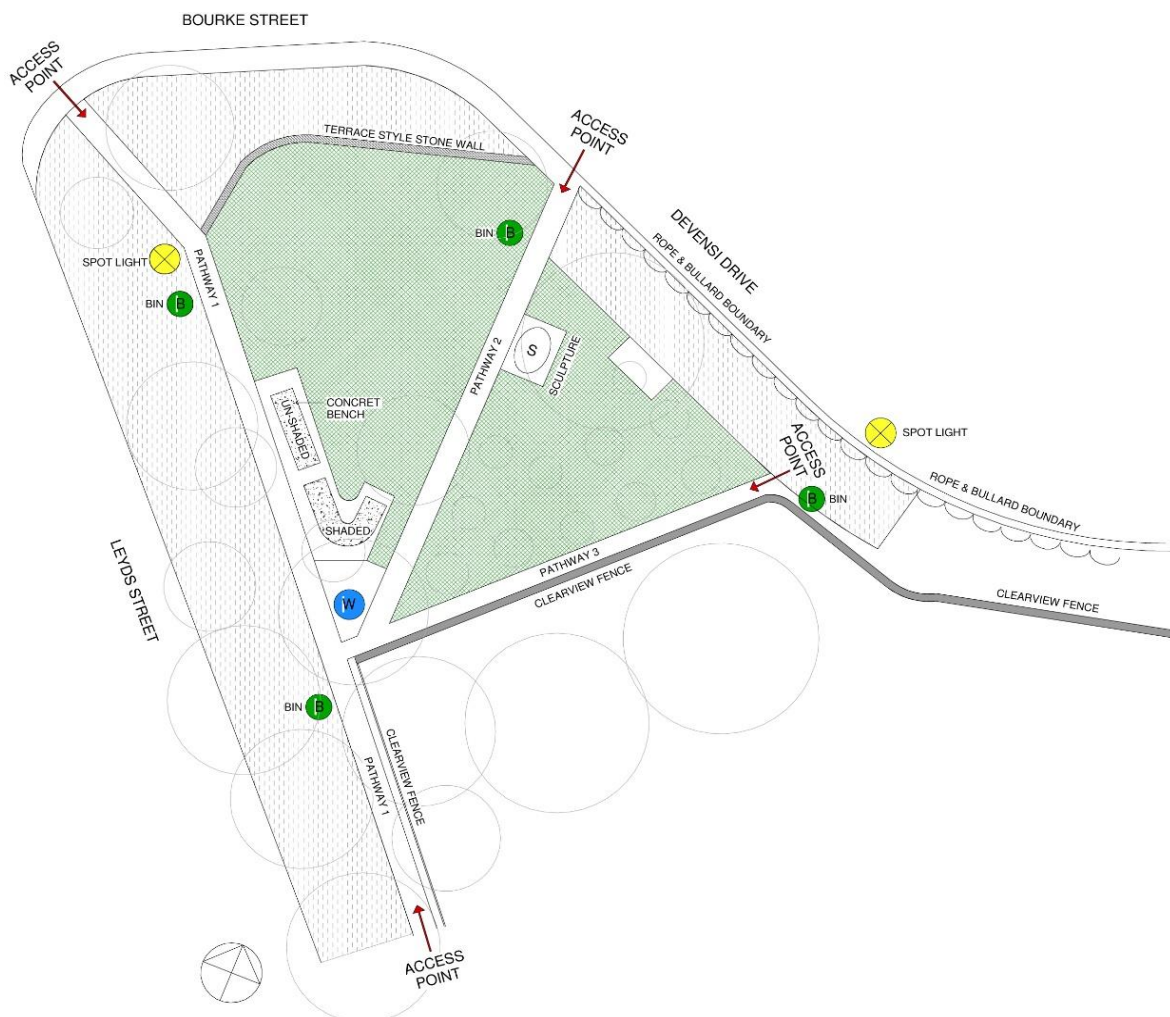 BOURKE STREET
ACCESS
POINT
ACCESS
POINT
TERRACE STYLE STONE WALL
DEVENSI DRIVE
ROPE & BULLARD BOUNDARY
BIN
B
SPOT LIGHT
PATHWAY 1
BIN
B
PATHWAY 2
S
SCULPTURE
CONCRET
BENCH
UN-SHADED
SPOT LIGHT
ACCESS
POINT
ROPE & BULLARD BOUNDARY
B
BIN
SHADED
LEYDS STREET
PATHWAY 3
CLEARVIEW FENCE
CLEARVIEW FENCE
W
BIN
B
CLEARVIEW FENCE
PATHWAY 1
ACCESS
POINT